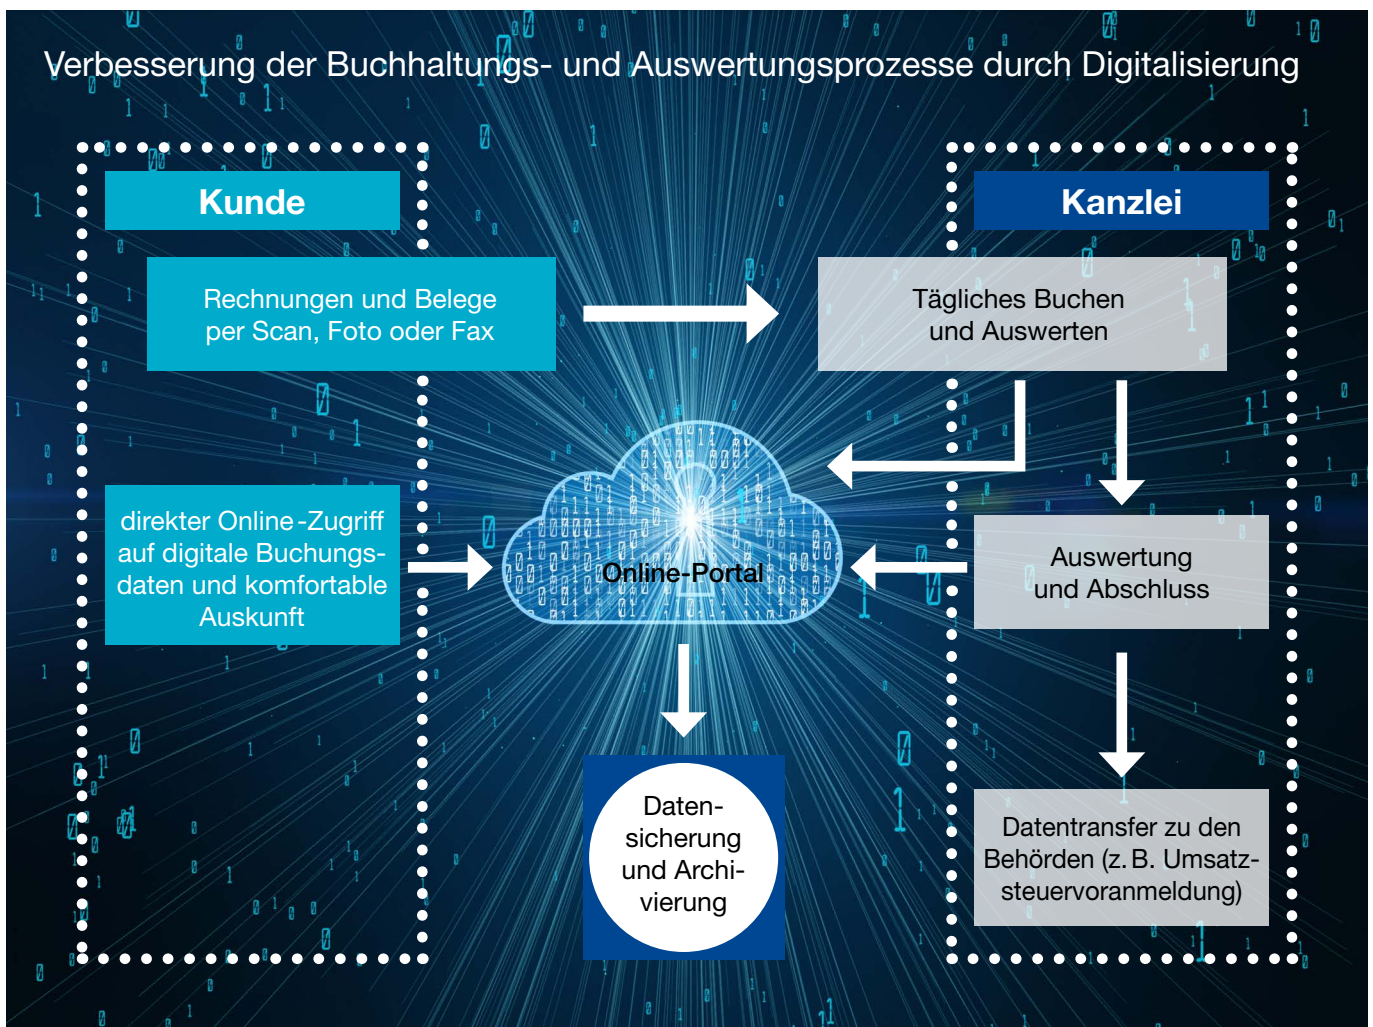 Verbesserung der Buchhaltungs- und Auswertungsprozesse durch Digitalisierung
Kunde
Rechnungen und Belege
per Scan, Foto oder Fax
direkter Online-Zugriff
auf digitale Buchungs-
daten und komfortable
Auskunft
Online-Portal
Daten-
sicherung
und Archi-
vierung
Kanzlei
Tägliches Buchen
und Auswerten
Auswertung
und Abschluss
Datentransfer zu den
Behörden (z. B. Umsatz-
steuervoranmeldung)